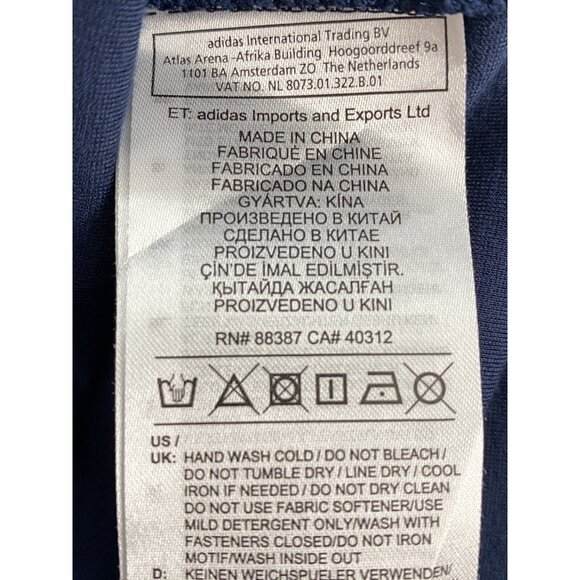 adidas International Trading BV
Atlas Arena -Afrika Building Hoogoorddreef 9a
1101 BA Amsterdam ZO The Netherlands
VAT NO. NL 8073.01.322.B.01
ET: adidas Imports and Exports Ltd
MADE IN CHINA
FABRIQUÉ EN CHINE
FABRICADO EN CHINA
FABRICADO NA CHINA
GYÁRTVA: KÍNA
ПРОИЗВЕДЕНО В КИТАЙ
СДЕЛАНО В КИТАЕ
PROIZVEDENO U KINI
ÇİN'DE İMAL EDİLMİŞTİR.
ҚЫТАЙДА ЖАСАЛҒАН
PROIZVEDENO U KINI
RN# 88387 CA# 40312
US /
UK: HAND WASH COLD / DO NOT BLEACH /
DO NOT TUMBLE DRY / LINE DRY / COOL
IRON IF NEEDED / DO NOT DRY CLEAN
DO NOT USE FABRIC SOFTENER/USE
MILD DETERGENT ONLY/WASH WITH
FASTENERS CLOSED/DO NOT IRON
MOTIF/WASH INSIDE OUT
D: KEINEN WEICHSPUELER VERWENDEN/